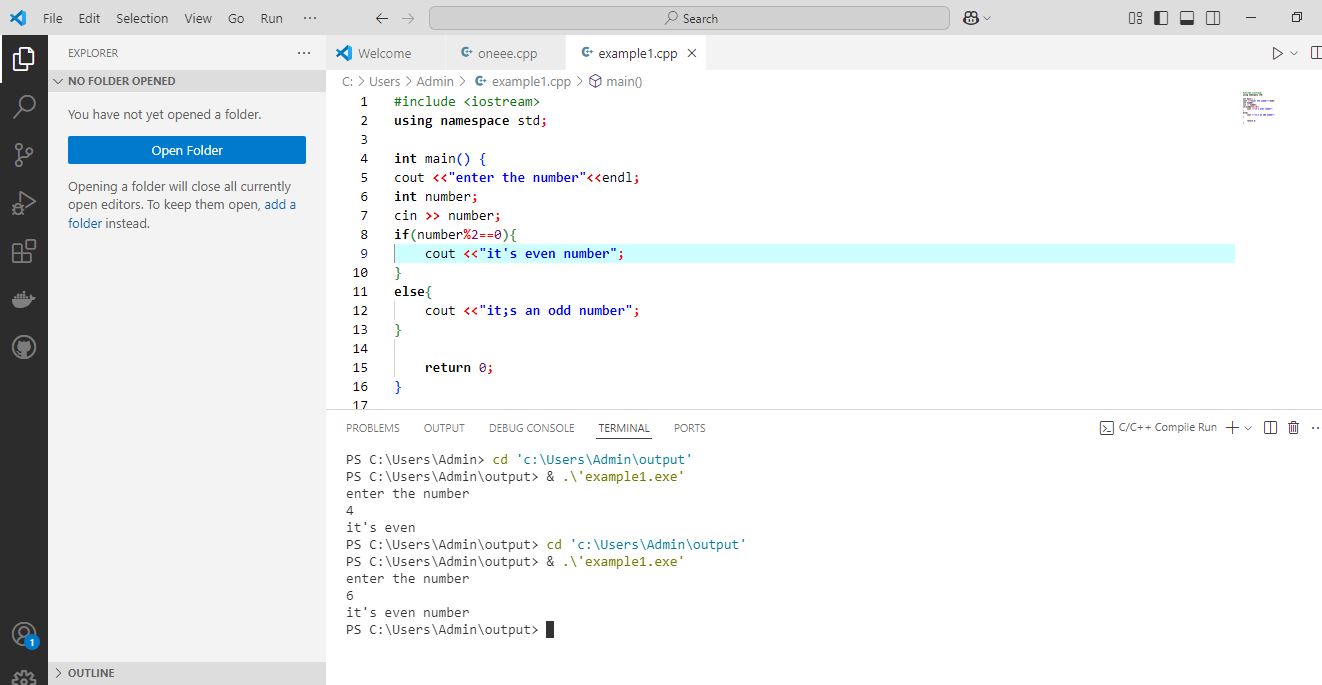 File Edit Selection View Go Run ···
Search
EXPLORER ···
NO FOLDER OPENED
You have not yet opened a folder.
Open Folder
Opening a folder will close all currently
open editors. To keep them open, add a
folder instead.
1
OUTLINE
Welcome oneee.cpp example1.cpp
C: > Users > Admin > example1.cpp > main()
1 #include <iostream>
2 using namespace std;
3
4 int main() {
5 cout <<"enter the number"<<endl;
6 int number;
7 cin >> number;
8 if(number%2==0){
9 cout <<"it's even number";
10 }
11 else{
12 cout <<"it;s an odd number";
13 }
14
15 return 0;
16 }
17
PROBLEMS OUTPUT DEBUG CONSOLE TERMINAL PORTS
C/C++ Compile Run
PS C:\Users\Admin> cd 'c:\Users\Admin\output'
PS C:\Users\Admin\output> & .\'example1.exe'
enter the number
4
it's even
PS C:\Users\Admin\output> cd 'c:\Users\Admin\output'
PS C:\Users\Admin\output> & .\'example1.exe'
enter the number
6
it's even number
PS C:\Users\Admin\output>